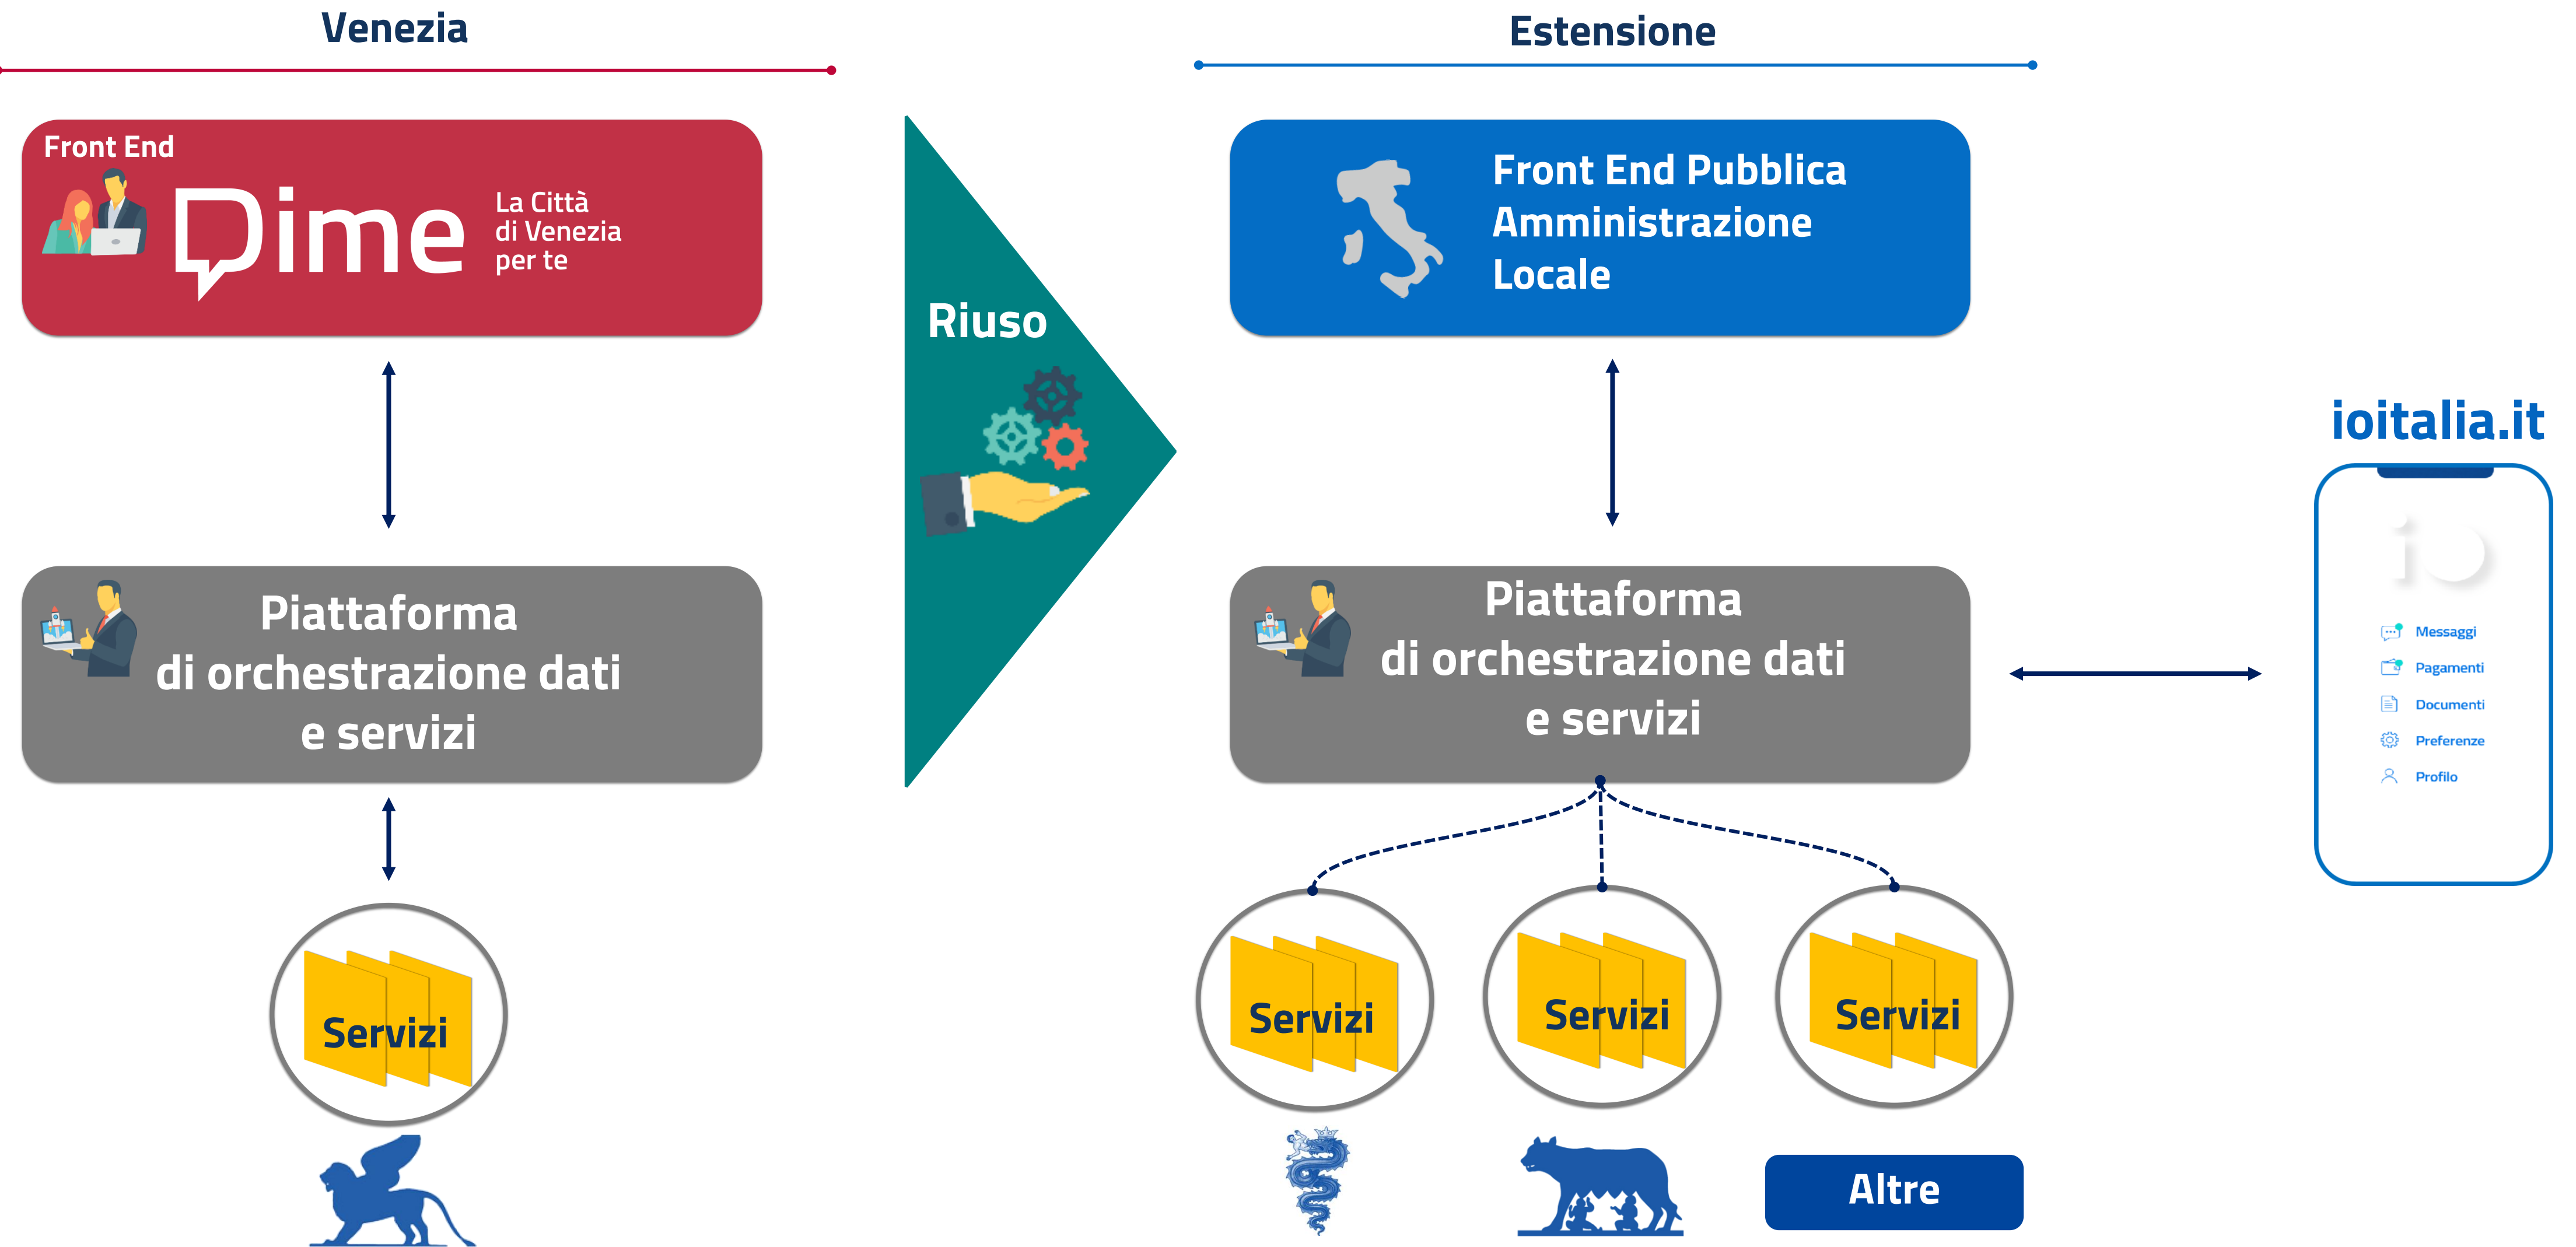 Venezia
Front End
Dime
La Città
di Venezia
per te
Piattaforma
di orchestrazione dati
e servizi
Servizi
Riuso
Estensione
Front End Pubblica
Amministrazione
Locale
Piattaforma
di orchestrazione dati
e servizi
Servizi
Servizi
Servizi
Altre
ioitalia.it
io
Messaggi
Pagamenti
Documenti
Preferenze
Profilo